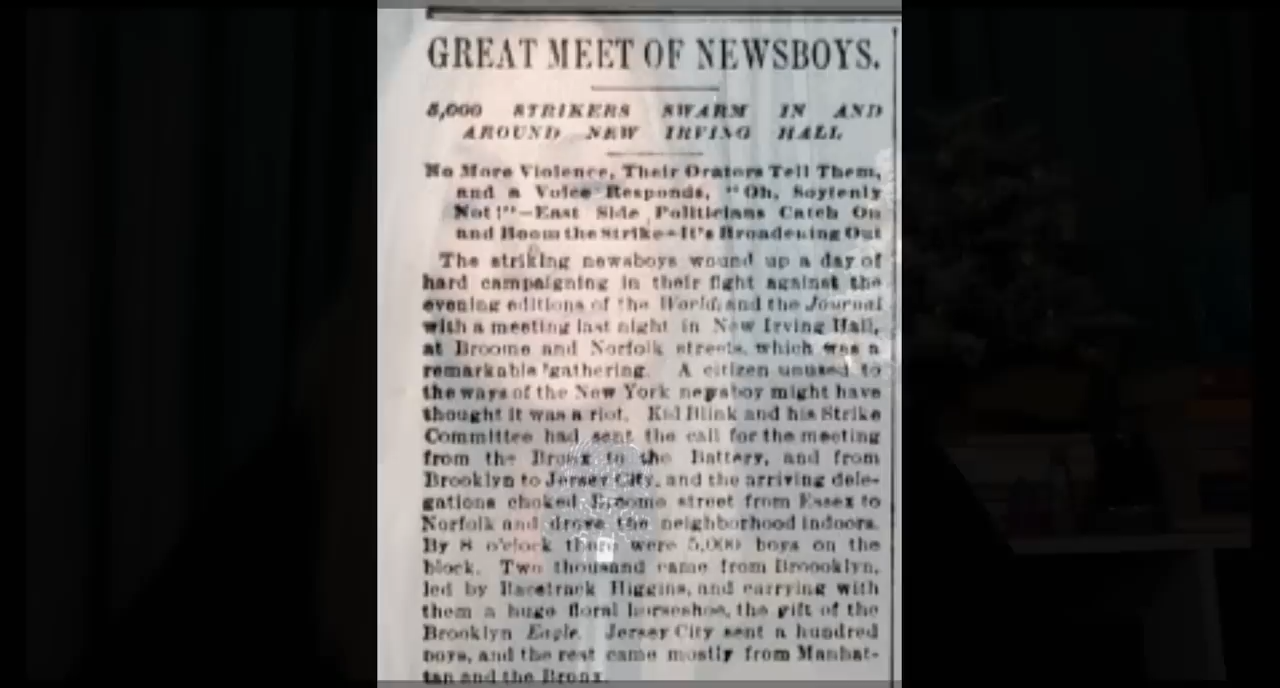 GREAT MEET OF NEWSBOYS.
5,000 STRIKERS SWARM IN AND
AROUND NEW IRVING HALL
No More Violence, Their Orators Tell Them,
and a Voice Responds, "Oh, Soytenly
Not!"—East Side Politicians Catch On
and Boom the Strike—It's Broadening Out
The striking newsboys wound up a day of
hard campaigning in their fight against the
evening editions of the World and the Journal
with a meeting last night in New Irving Hall,
at Broome and Norfolk streets, which was a
remarkable gathering. A citizen unused to
the ways of the New York newsboy might have
thought it was a riot. Kid Blink and his Strike
Committee had sent the call for the meeting
from the Bronx to the Battery, and from
Brooklyn to Jersey City, and the arriving dele-
gations choked Broome street from Essex to
Norfolk and drove the neighborhood indoors.
By 8 o'clock there were 5,000 boys on the
block. Two thousand came from Broooklyn,
led by Racetrack Higgins, and carrying with
them a huge floral horseshoe, the gift of the
Brooklyn Eagle. Jersey City sent a hundred
boys, and the rest came mostly from Manhat-
tan and the Bronx.